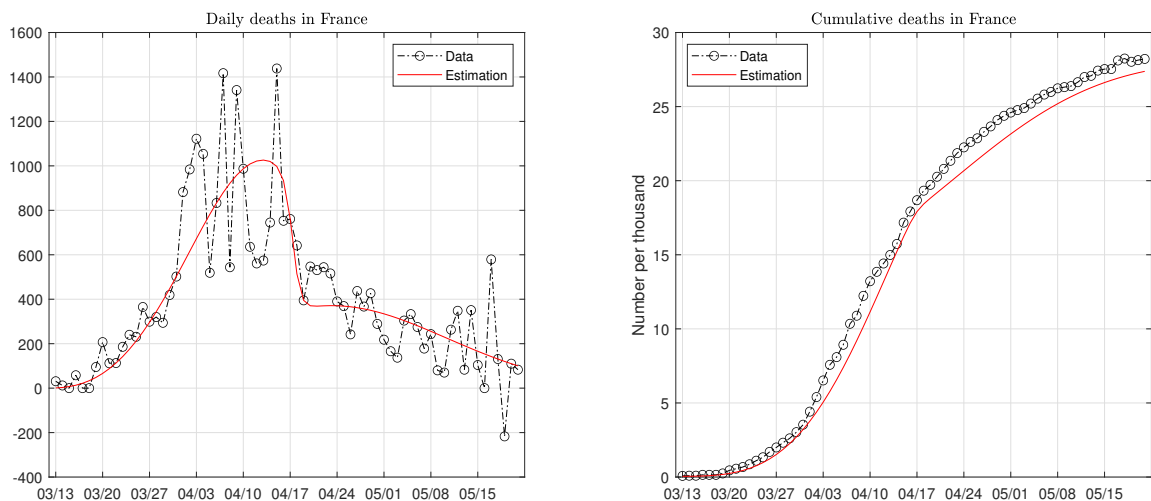 Daily deaths in France
1600
1400
1200
1000
800
600
400
200
0
-200
-400
03/13 03/20 03/27 04/03 04/10 04/17 04/24 05/01 05/08 05/15
Data
Estimation
Cumulative deaths in France
Number per thousand
30
25
20
15
10
5
0
03/13 03/20 03/27 04/03 04/10 04/17 04/24 05/01 05/08 05/15
Data
Estimation